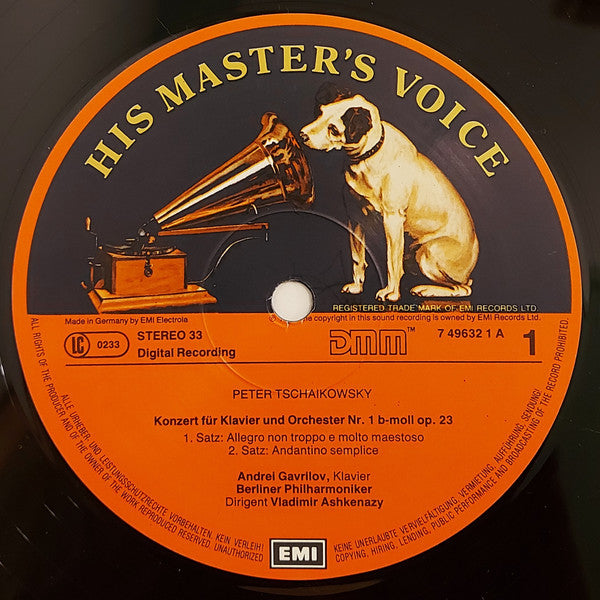 HIS MASTER'S VOICE
REGISTERED TRADE MARK OF EMI RECORDS LTD.
Made in Germany by EMI Electrola
copyright in this sound recording is owned by EMI Records Ltd.
LC 0233
STEREO 33
Digital Recording
DMM™
7 49632 1 A
1
PETER TSCHAIKOWSKY
Konzert für Klavier und Orchester Nr. 1 b-moll op. 23
1. Satz: Allegro non troppo e molto maestoso
2. Satz: Andantino semplice
Andrei Gavrilov, Klavier
Berliner Philharmoniker
Dirigent Vladimir Ashkenazy
EMI
ALLE URHEBER- UND LEISTUNGSSCHUTZRECHTE VORBEHALTEN. KEIN VERLEIH!
KEINE UNERLAUBTE VERVIELFÄLTIGUNG, VERMIETUNG, AUFFÜHRUNG, SENDUNG!
ALL RIGHTS OF THE PRODUCER AND OF THE OWNER OF THE WORK REPRODUCED RESERVED. UNAUTHORIZED
COPYING, HIRING, LENDING, PUBLIC PERFORMANCE AND BROADCASTING OF THE RECORD PROHIBITED.